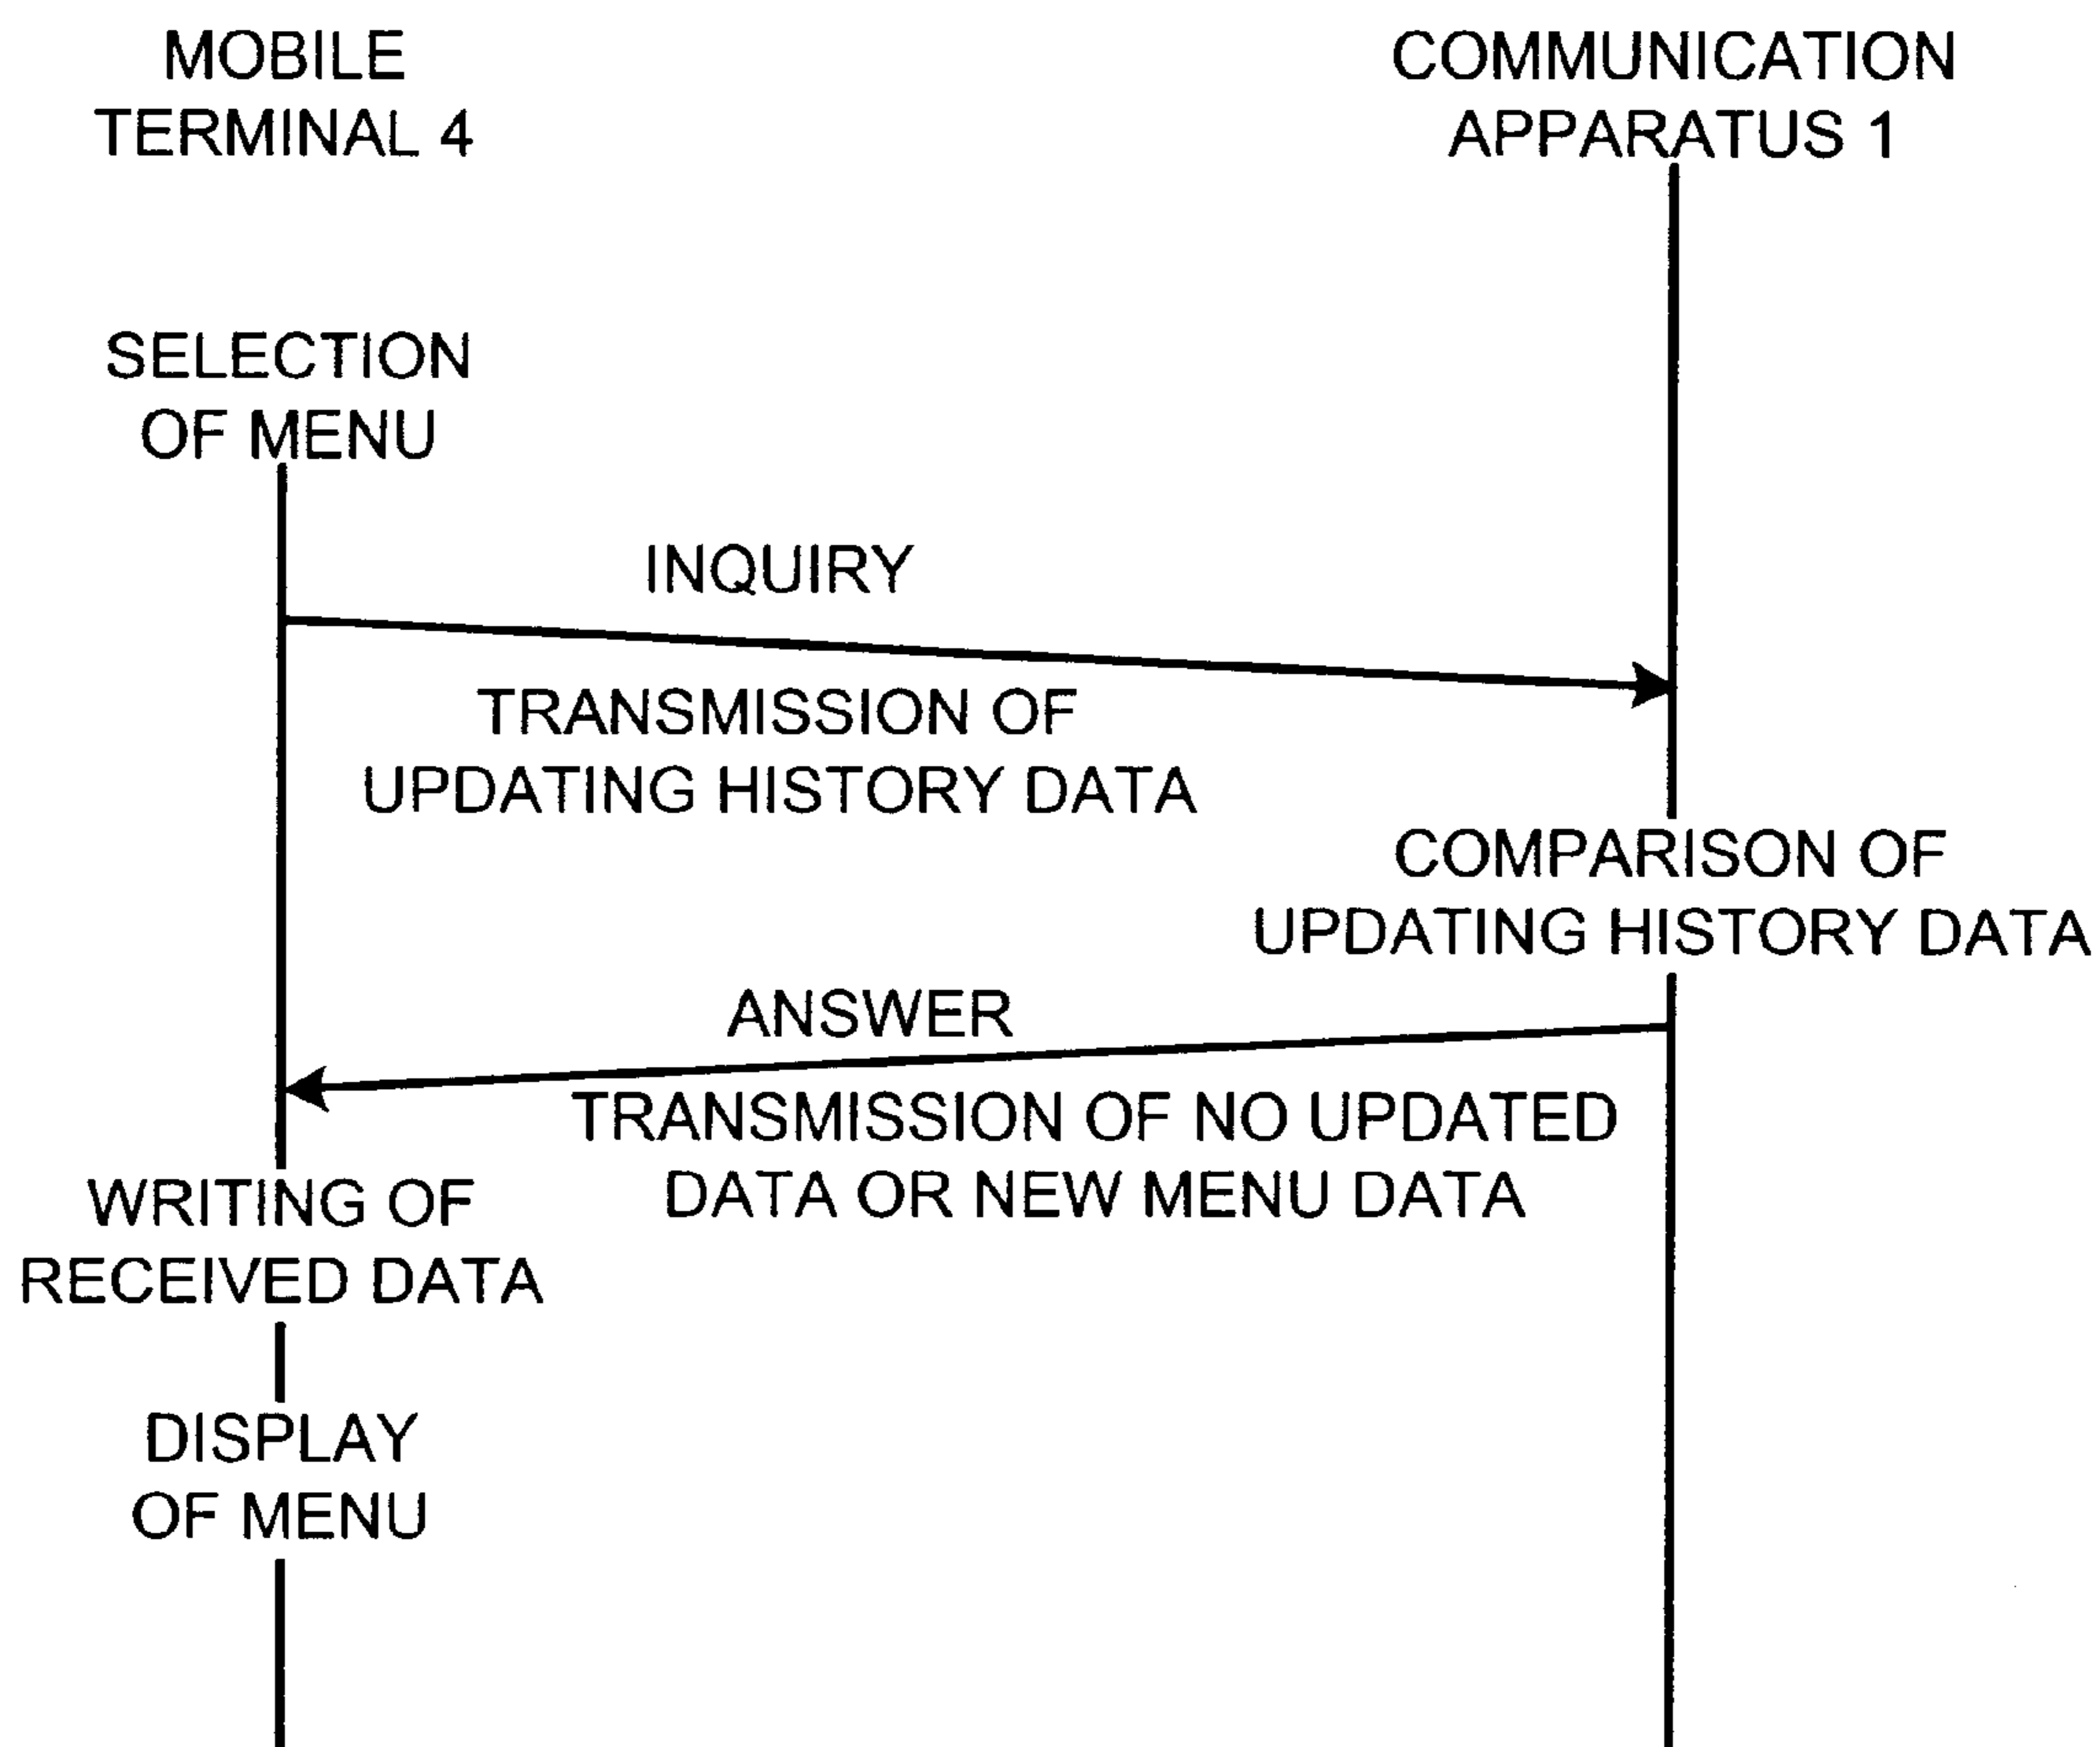 MOBILE
TERMINAL 4
COMMUNICATION
APPARATUS 1
SELECTION
OF MENU
INQUIRY
TRANSMISSION OF
UPDATING HISTORY DATA
COMPARISON OF
UPDATING HISTORY DATA
ANSWER
TRANSMISSION OF NO UPDATED
DATA OR NEW MENU DATA
WRITING OF
RECEIVED DATA
DISPLAY
OF MENU